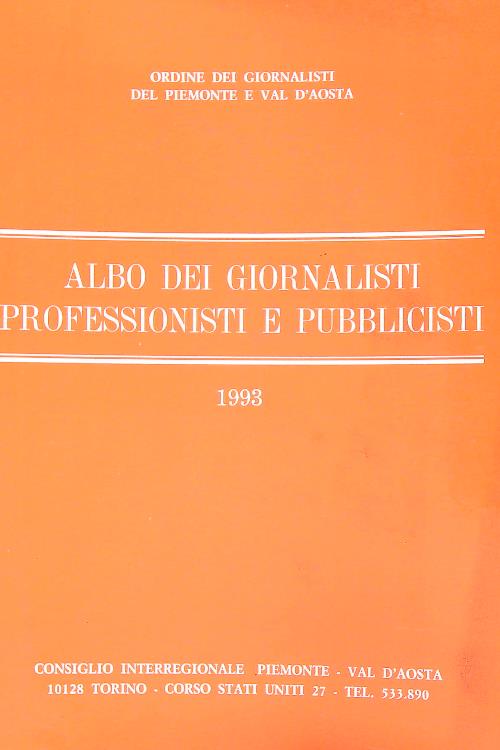 ORDINE DEI GIORNALISTI
DEL PIEMONTE E VAL D'AOSTA
ALBO DEI GIORNALISTI
PROFESSIONISTI E PUBBLICISTI
1993
CONSIGLIO INTERREGIONALE PIEMONTE - VAL D'AOSTA
10128 TORINO - CORSO STATI UNITI 27 - TEL. 533.890